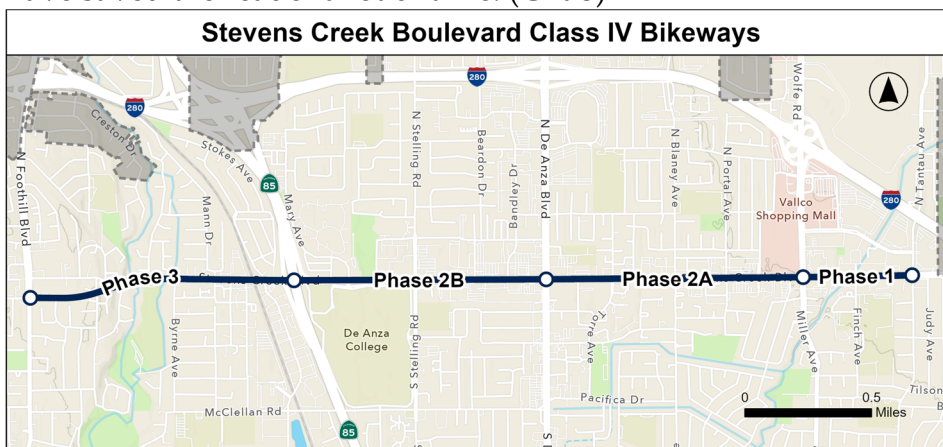 Stevens Creek Boulevard Class IV Bikeways
280
280
280
85
85
N Foothill Blvd
Creston Dr
Stokes Ave
McClellan Rd
Mann Dr
Mary Ave
Byrne Ave
N Stelling Rd
S Stelling Rd
Beardon Dr
Bandley Dr
N De Anza Blvd
De Anza
College
N Blaney Ave
N Portal Ave
Wolfe Rd
Vallco
Shopping Mall
N Tantau Ave
Torre Ave
Pacifica Dr
Miller Ave
Finch Ave
Judy Ave
Phase 3
Phase 2B
Phase 2A
Phase 1
0
0.5
Miles